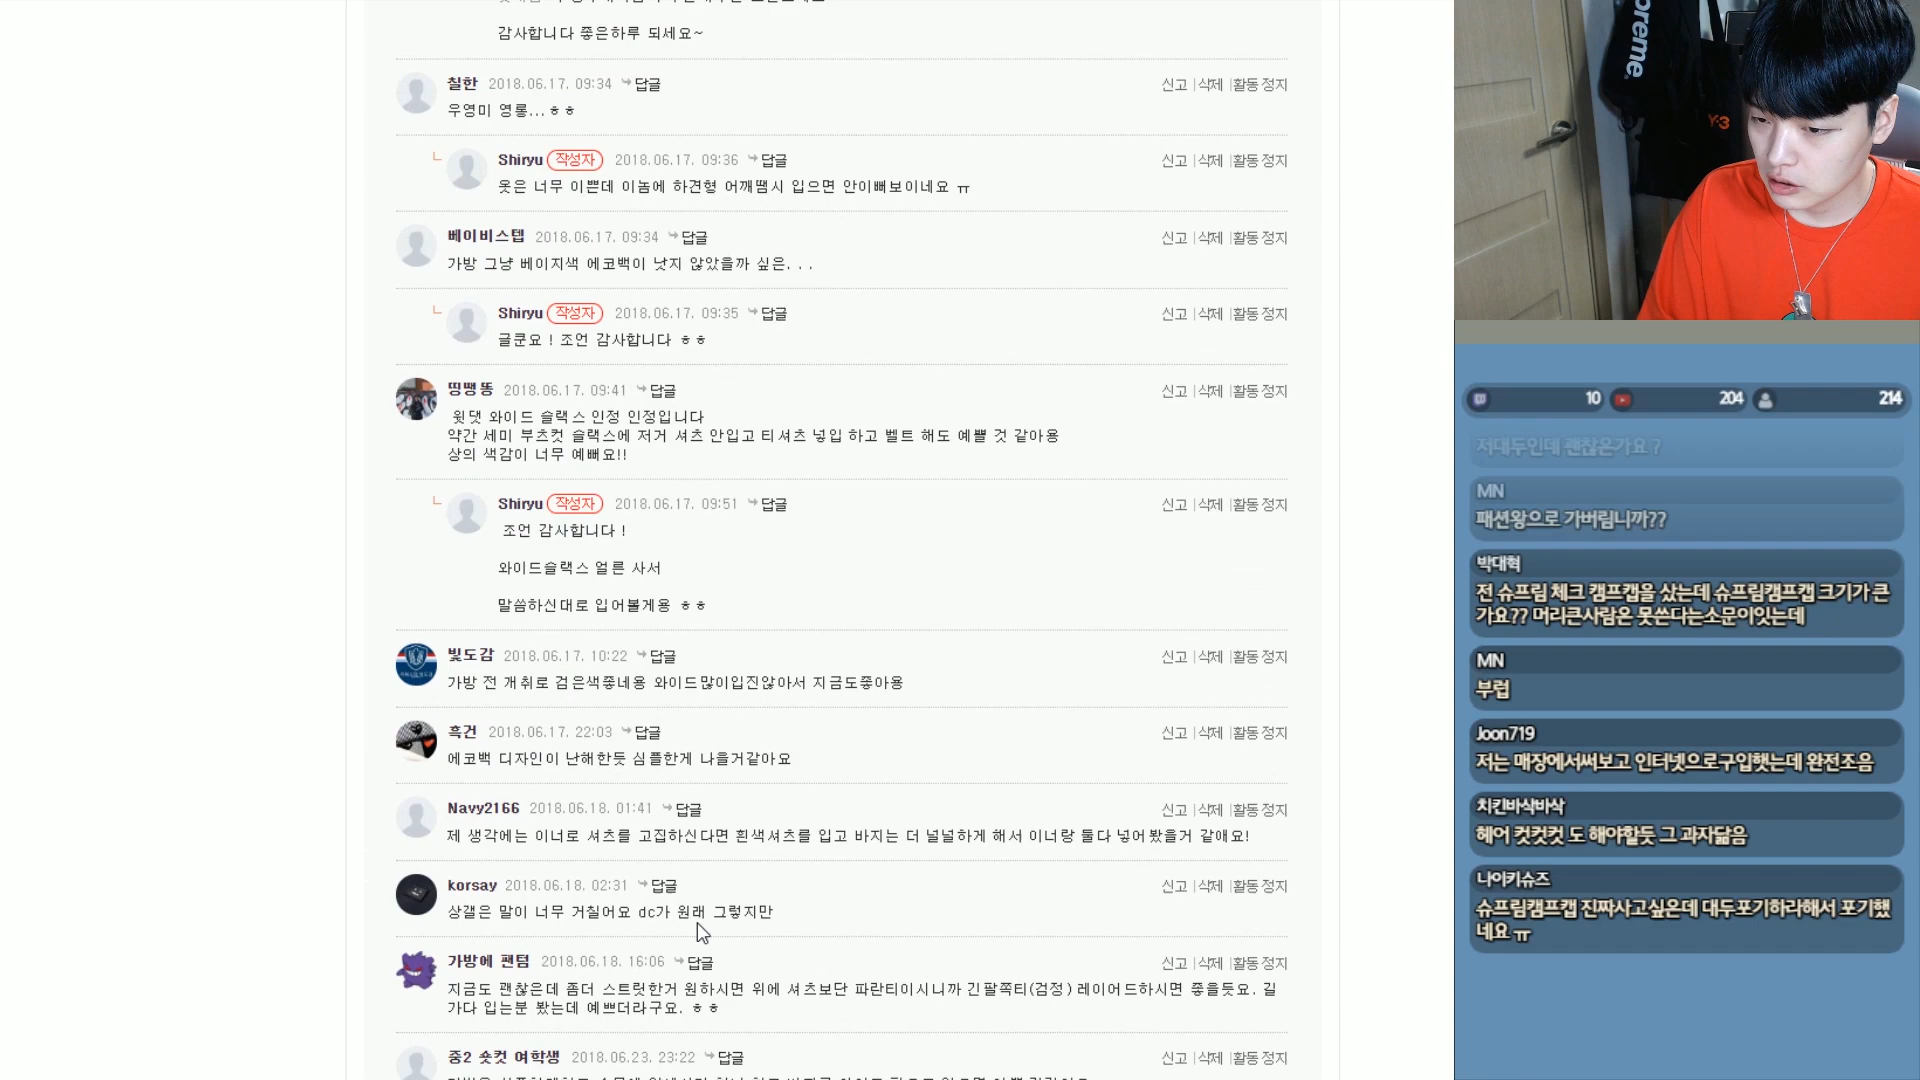 감사합니다 좋은하루 되세요~
칠한 2018.06.17. 09:34 답글 신고 | 삭제 | 활동정지
우영미 영롱...ㅎㅎ
Shiryu 작성자 2018.06.17. 09:36 답글 신고 | 삭제 | 활동정지
옷은 너무 이쁜데 이놈에 하견형 어깨땜시 입으면 안이뻐보이네요 ㅠ
베이비스텝 2018.06.17. 09:34 답글 신고 | 삭제 | 활동정지
가방 그냥 베이지색 에코백이 낫지 않았을까 싶은. . .
Shiryu 작성자 2018.06.17. 09:35 답글 신고 | 삭제 | 활동정지
글쿤요 ! 조언 감사합니다 ㅎㅎ
띵땡똥 2018.06.17. 09:41 답글 신고 | 삭제 | 활동정지
윗댓 와이드 슬랙스 인정 인정입니다
약간 세미 부츠컷 슬랙스에 저거 셔츠 안입고 티셔츠 넣입 하고 벨트 해도 예쁠 것 같아용
상의 색감이 너무 예뻐요!!
Shiryu 작성자 2018.06.17. 09:51 답글 신고 | 삭제 | 활동정지
조언 감사합니다 !
와이드슬랙스 얼른 사서
말씀하신대로 입어볼게용 ㅎㅎ
빛도감 2018.06.17. 10:22 답글 신고 | 삭제 | 활동정지
가방 전 개취로 검은색좋네용 와이드많이입진않아서 지금도좋아용
흑건 2018.06.17. 22:03 답글 신고 | 삭제 | 활동정지
에코백 디자인이 난해한듯 심플한게 나을거같아요
Navy2166 2018.06.18. 01:41 답글 신고 | 삭제 | 활동정지
제 생각에는 이너로 셔츠를 고집하신다면 흰색셔츠를 입고 바지는 더 널널하게 해서 이너랑 둘다 넣어봤을거 같애요!
korsay 2018.06.18. 02:31 답글 신고 | 삭제 | 활동정지
상갤은 말이 너무 거칠어요 dc가 원래 그렇지만
가방에 팬텀 2018.06.18. 16:06 답글 신고 | 삭제 | 활동정지
지금도 괜찮은데 좀더 스트릿한거 원하시면 위에 셔츠보단 파란티이시니까 긴팔쪽티(검정) 레이어드하시면 좋을듯요. 길
가다 입는분 봤는데 예쁘더라구요. ㅎㅎ
중2 숏컷 여학생 2018.06.23. 23:22 답글 신고 | 삭제 | 활동정지
preme
Y-3
10 204 214
저대두인데 괜찮은가요 ?
MN
패션왕으로 가버림니까??
박대혁
전 슈프림 체크 캠프캡을 샀는데 슈프림캠프캡 크기가 큰
가요?? 머리큰사람은 못쓴다는소문이잇는데
MN
부럽
Joon719
저는 매장에서써보고 인터넷으로구입햇는데 완전조음
치킨바삭바삭
헤어 컷컷컷 도 해야할듯 그 과자닮음
나이키슈즈
슈프림캠프캡 진짜사고싶은데 대두포기하라해서 포기했
네요 ㅠ